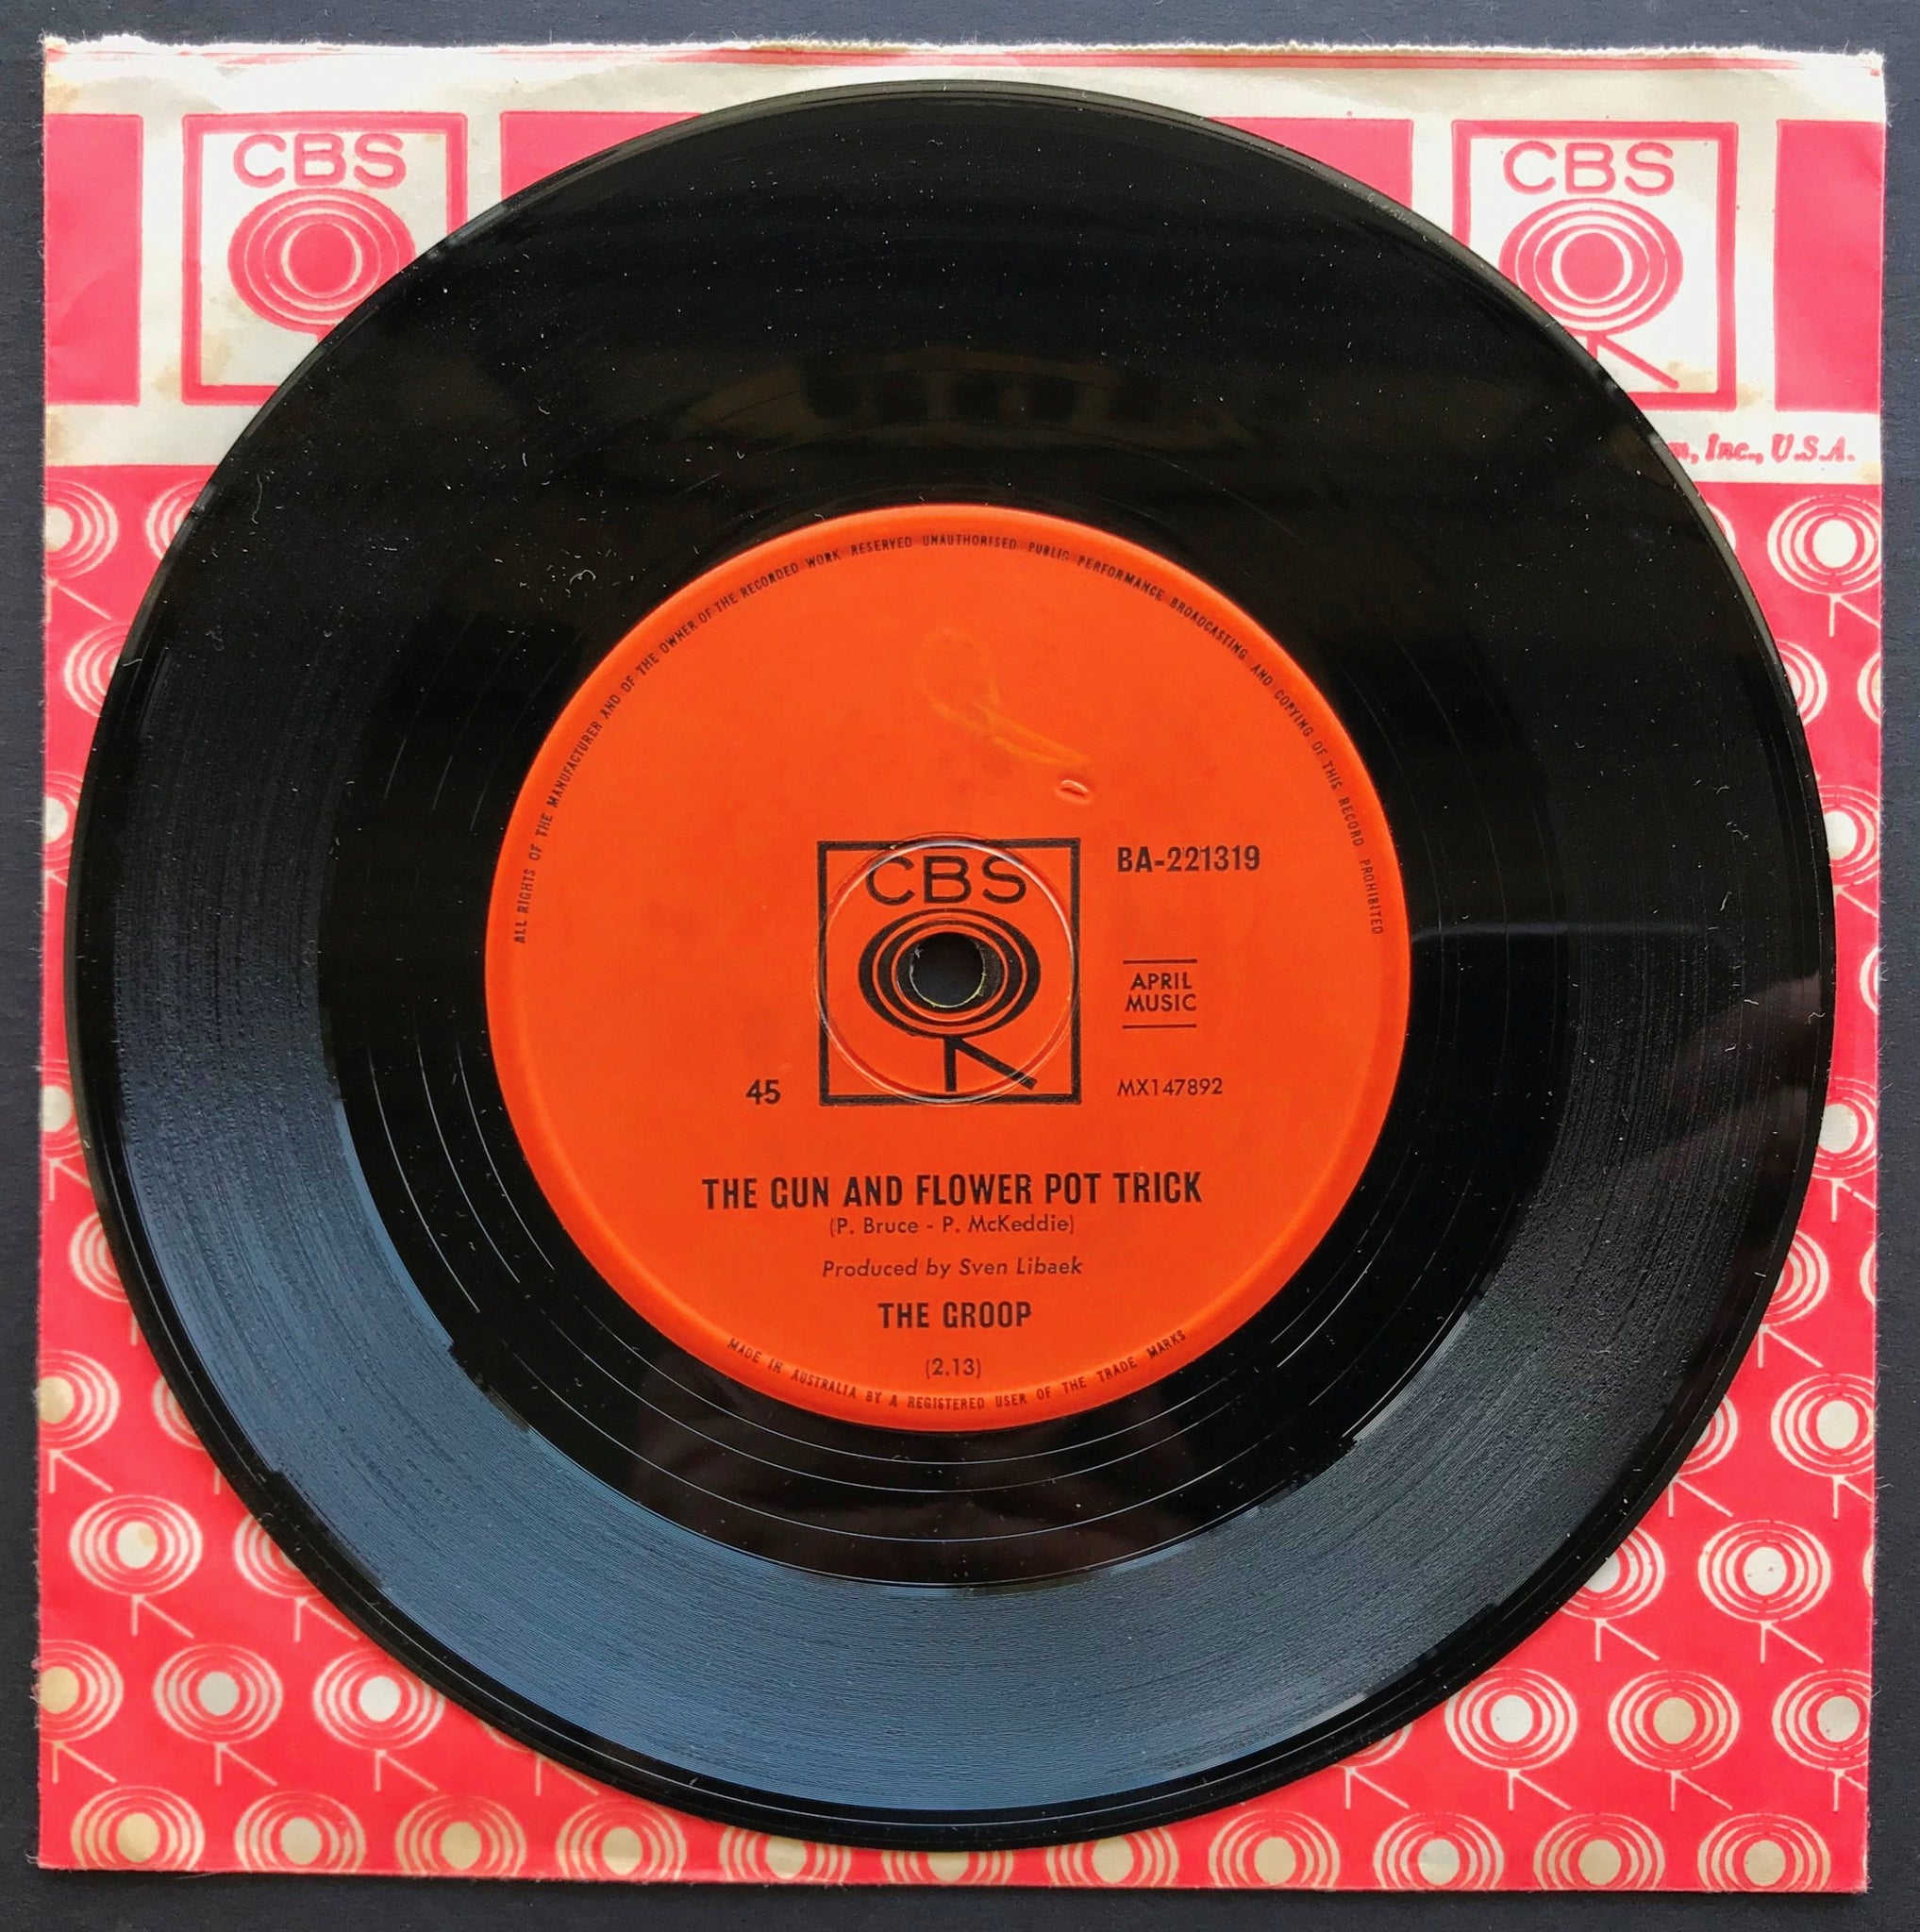 CBS
CBS
m, Inc., U.S.A.
ALL RIGHTS OF THE MANUFACTURER AND OF THE OWNER OF THE RECORDED WORK RESERVED UNAUTHORISED PUBLIC PERFORMANCE BROADCASTING AND COPYING OF THIS RECORD PROHIBITED
CBS
BA-221319
APRIL
MUSIC
45
MX147892
THE GUN AND FLOWER POT TRICK
(P. Bruce - P. McKeddie)
Produced by Sven Libaek
THE GROOP
(2.13)
MADE IN AUSTRALIA BY A REGISTERED USER OF THE TRADE MARKS